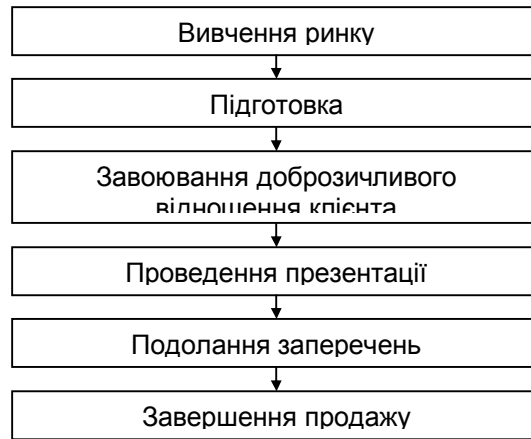 Вивчення ринку
Підготовка
Завоювання доброзичливого
відношення клієнта
Проведення презентації
Подолання заперечень
Завершення продажу